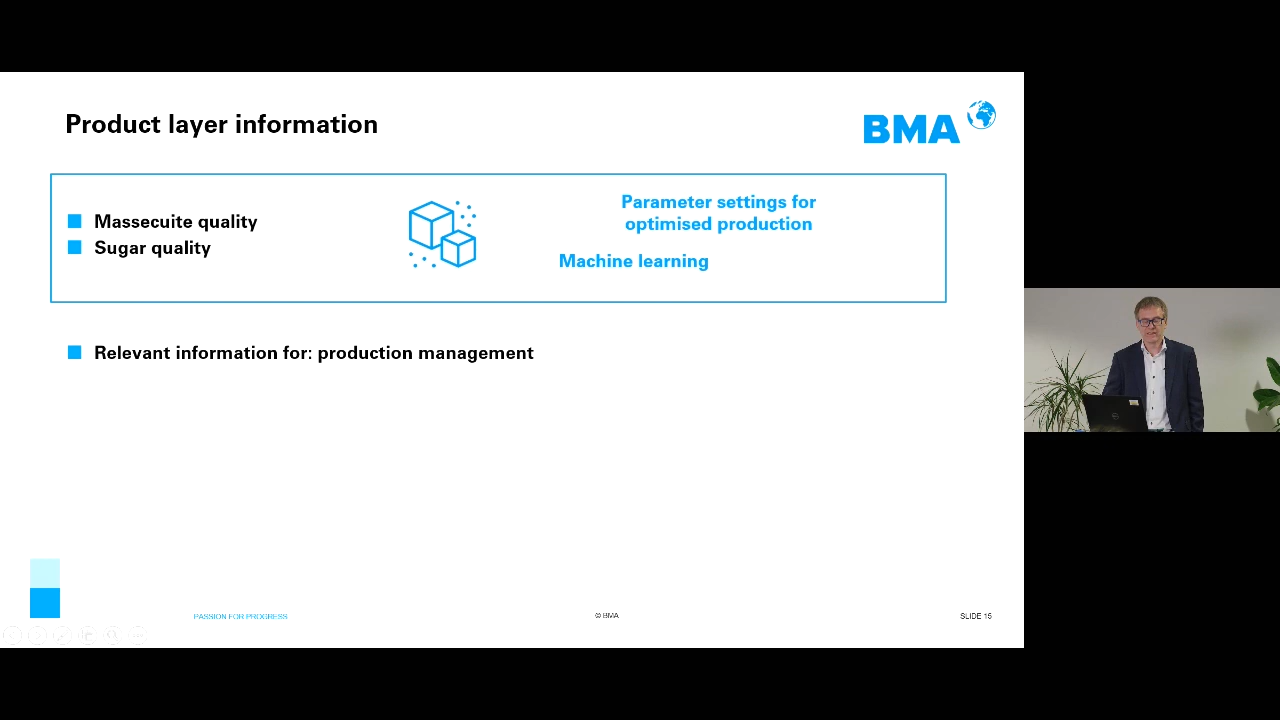 Product layer information
BMA
Massecuite quality
Sugar quality
Parameter settings for
optimised production
Machine learning
Relevant information for: production management
PASSION FOR PROGRESS
© BMA
SLIDE 15